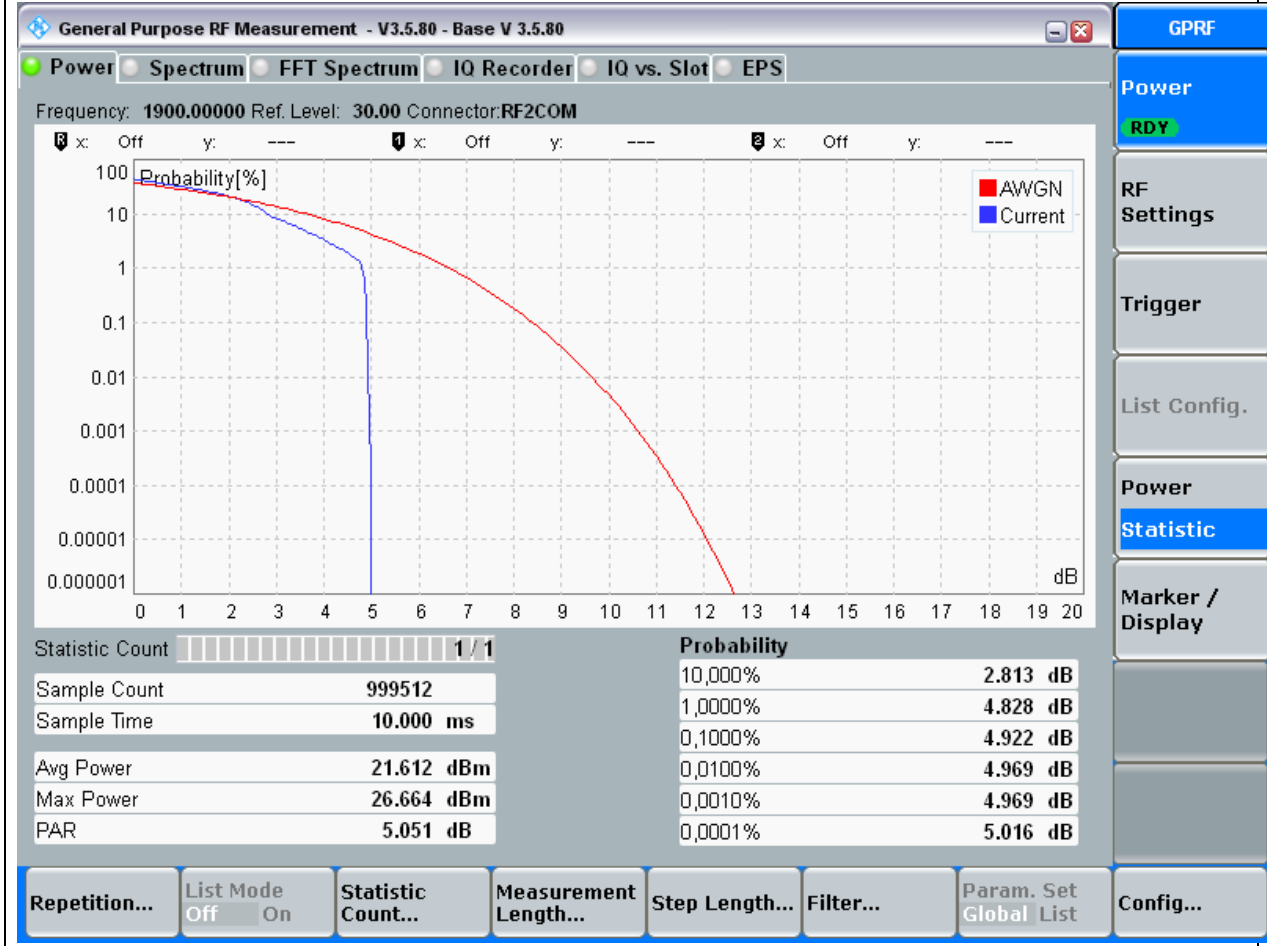 General Purpose RF Measurement - V3.5.80 - Base V 3.5.80
GPRF
Power Spectrum FFT Spectrum IQ Recorder IQ vs. Slot EPS
Frequency: 1900.00000 Ref. Level: 30.00 Connector:RF2COM
R x: Off y: --- 1 x: Off y: --- 2 x: Off y: ---
Probability[%]
AWGN
Current
100
10
1
0.1
0.01
0.001
0.0001
0.00001
0.000001
dB
0 1 2 3 4 5 6 7 8 9 10 11 12 13 14 15 16 17 18 19 20
Statistic Count 1 / 1
Sample Count 999512
Sample Time 10.000 ms
Avg Power 21.612 dBm
Max Power 26.664 dBm
PAR 5.051 dB
Probability
10,000% 2.813 dB
1,0000% 4.828 dB
0,1000% 4.922 dB
0,0100% 4.969 dB
0,0010% 4.969 dB
0,0001% 5.016 dB
Power
RDY
RF
Settings
Trigger
List Config.
Power
Statistic
Marker /
Display
Repetition...
List Mode
Off On
Statistic
Count...
Measurement
Length...
Step Length...
Filter...
Param. Set
Global List
Config...